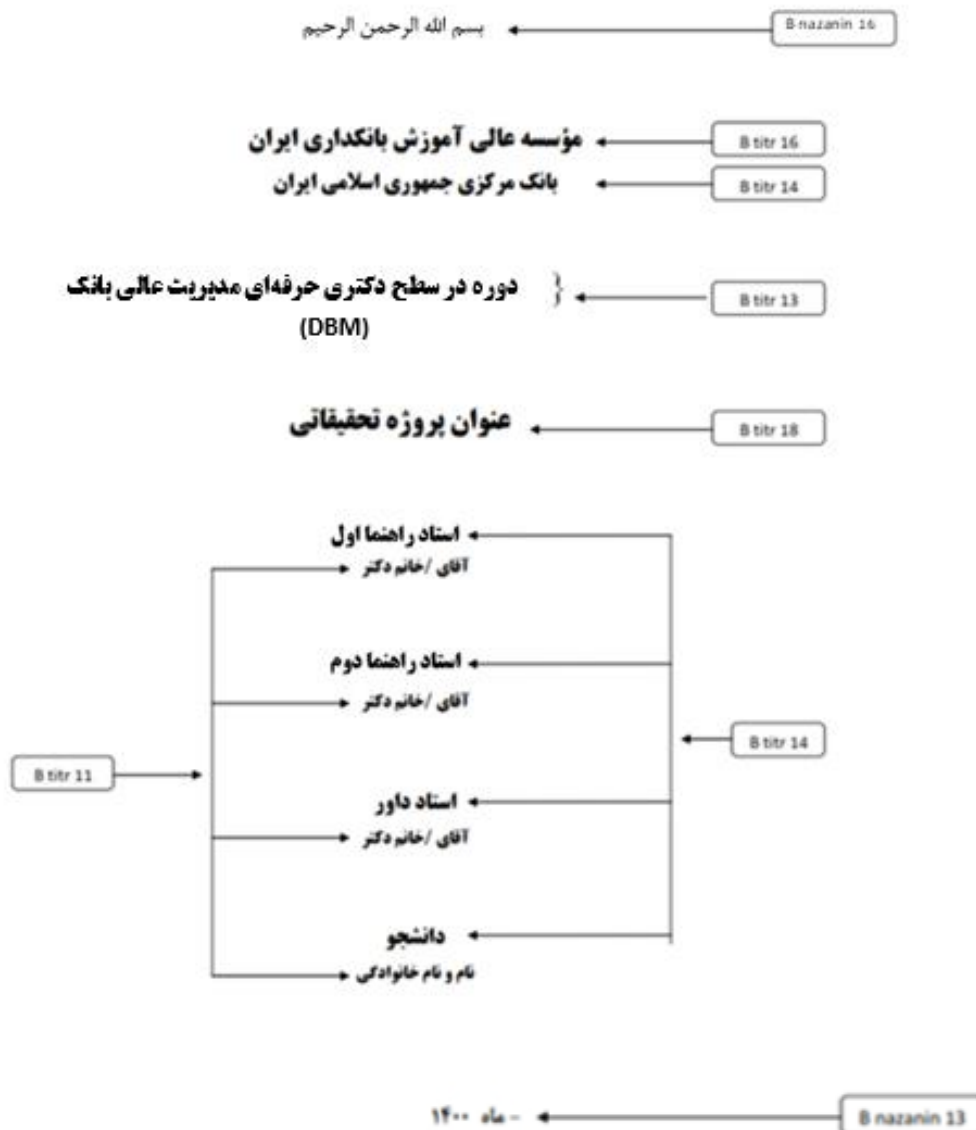 بسم الله الرحمن الرحیم
B nazanin 16
مؤسسه عالی آموزش بانکداری ایران
B titr 16
بانک مرکزی جمهوری اسلامی ایران
B titr 14
دوره در سطح دکتری حرفه‌ای مدیریت عالی بانک
(DBM)
B titr 13
عنوان پروژه تحقیقاتی
B titr 18
استاد راهنما اول
آقای /خانم دکتر
استاد راهنما دوم
آقای /خانم دکتر
B titr 14
B titr 11
استاد داور
آقای /خانم دکتر
دانشجو
نام و نام خانوادگی
- ماه ۱۴۰۰
B nazanin 13